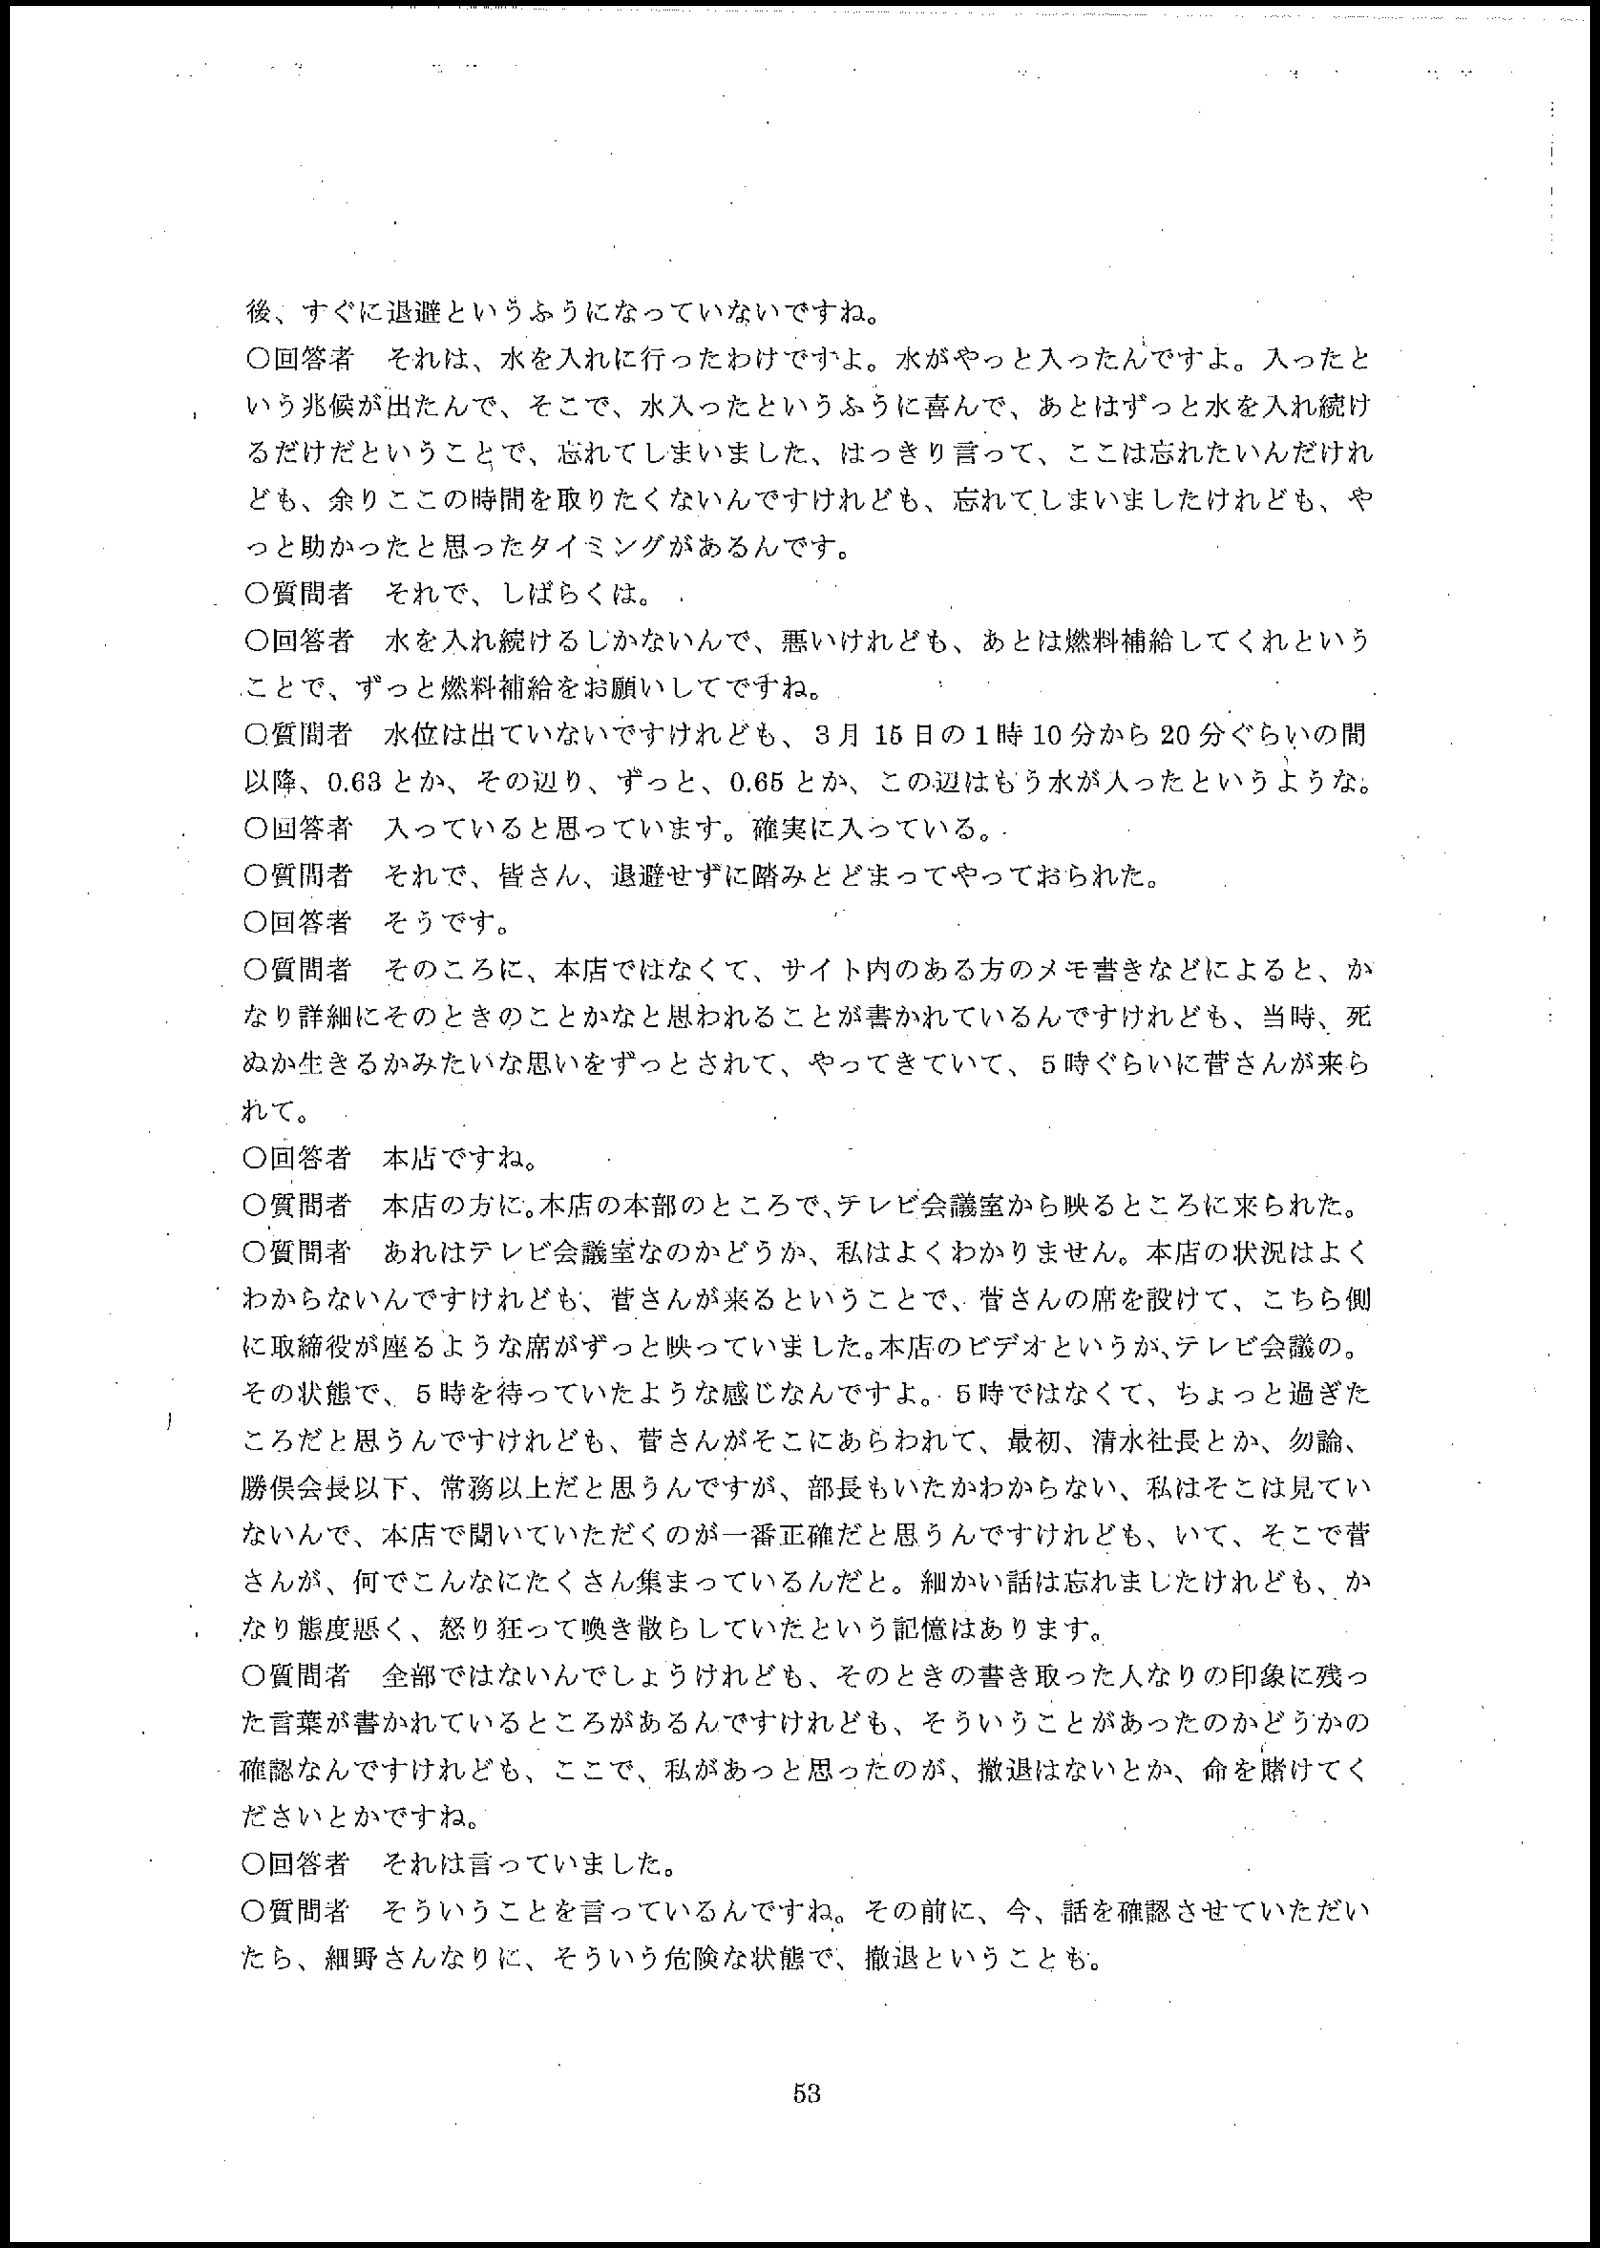 後、すぐに退避というふうになっていないですね。
〇回答者　それは、水を入れに行ったわけですよ。水がやっと入ったんですよ。入ったと
いう兆候が出たんで、そこで、水入ったというふうに喜んで、あとはずっと水を入れ続け
るだけだということで、忘れてしまいました、はっきり言って、ここは忘れたいんだけれ
ども、余りここの時間を取りたくないんですけれども、忘れてしまいましたけれども、や
っと助かったと思ったタイミングがあるんです。
〇質問者　それで、しばらくは。
〇回答者　水を入れ続けるしかないんで、悪いけれども、あとは燃料補給してくれという
ことで、ずっと燃料補給をお願いしてですね。
〇質問者　水位は出ていないですけれども、3月15日の1時10分から20分ぐらいの間
以降、0.63とか、その辺り、ずっと、0.65とか、この辺はもう水が入ったというような。
〇回答者　入っていると思っています。確実に入っている。
〇質問者　それで、皆さん、退避せずに踏みとどまってやっておられた。
〇回答者　そうです。
〇質問者　そのころに、本店ではなくて、サイト内のある方のメモ書きなどによると、か
なり詳細にそのときのことかなと思われることが書かれているんですけれども、当時、死
ぬか生きるかみたいな思いをずっとされて、やってきていて、5時ぐらいに菅さんが来ら
れて。
〇回答者　本店ですね。
〇質問者　本店の方に。本店の本部のところで、テレビ会議室から映るところに来られた。
〇質問者　あれはテレビ会議室なのかどうか、私はよくわかりません。本店の状況はよく
わからないんですけれども、菅さんが来るということで、菅さんの席を設けて、こちら側
に取締役が座るような席がずっと映っていました。本店のビデオというか、テレビ会議の。
その状態で、5時を待っていたような感じなんですよ。5時ではなくて、ちょっと過ぎた
ころだと思うんですけれども、菅さんがそこにあらわれて、最初、清水社長とか、勿論、
勝俣会長以下、常務以上だと思うんですが、部長もいたかわからない、私はそこは見てい
ないんで、本店で聞いていただくのが一番正確だと思うんですけれども、いて、そこで菅
さんが、何でこんなにたくさん集まっているんだと。細かい話は忘れましたけれども、か
なり態度悪く、怒り狂って喚き散らしていたという記憶はあります。
〇質問者　全部ではないんでしょうけれども、そのときの書き取った人なりの印象に残っ
た言葉が書かれているところがあるんですけれども、そういうことがあったのかどうかの
確認なんですけれども、ここで、私があっと思ったのが、撤退はないとか、命を賭けてく
ださいとかですね。
〇回答者　それは言っていました。
〇質問者　そういうことを言っているんですね。その前に、今、話を確認させていただい
たら、細野さんなりに、そういう危険な状態で、撤退ということも。
53